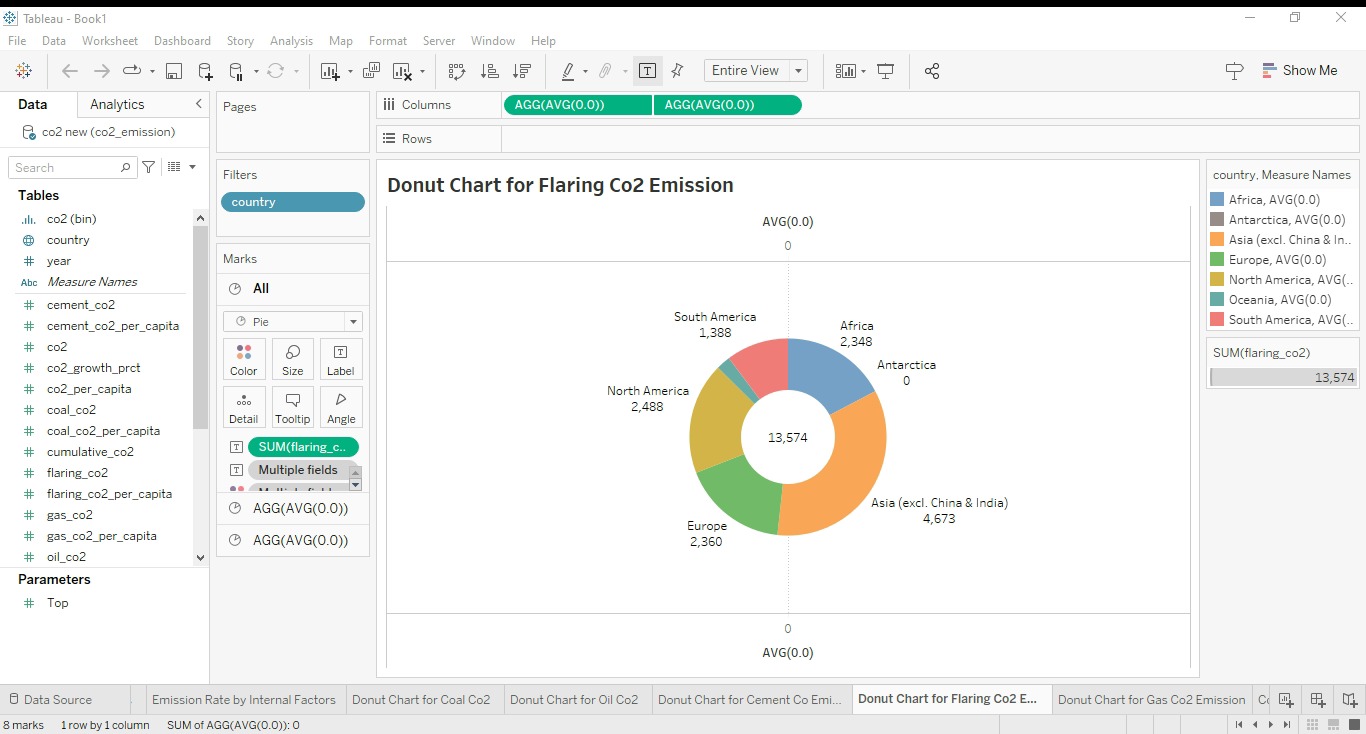 Tableau - Book1
File Data Worksheet Dashboard Story Analysis Map Format Server Window Help
Entire View
Show Me
Data Analytics
co2 new (co2_emission)
Search
Tables
co2 (bin)
country
year
Abc Measure Names
cement_co2
cement_co2_per_capita
co2
co2_growth_prct
co2_per_capita
coal_co2
coal_co2_per_capita
cumulative_co2
flaring_co2
flaring_co2_per_capita
gas_co2
gas_co2_per_capita
oil_co2
Parameters
Top
Pages
Filters
country
Marks
All
Pie
Color Size Label
Detail Tooltip Angle
SUM(flaring_c..
Multiple fields
AGG(AVG(0.0))
AGG(AVG(0.0))
Columns AGG(AVG(0.0)) AGG(AVG(0.0))
Rows
Donut Chart for Flaring Co2 Emission
AVG(0.0)
0
South America
1,388
Africa
2,348
Antarctica
0
North America
2,488
13,574
Asia (excl. China & India)
4,673
Europe
2,360
0
AVG(0.0)
country, Measure Names
Africa, AVG(0.0)
Antarctica, AVG(0.0)
Asia (excl. China & In..
Europe, AVG(0.0)
North America, AVG(..
Oceania, AVG(0.0)
South America, AVG(..
SUM(flaring_co2)
13,574
Data Source Emission Rate by Internal Factors Donut Chart for Coal Co2 Donut Chart for Oil Co2 Donut Chart for Cement Co Emi... Donut Chart for Flaring Co2 E... Donut Chart for Gas Co2 Emission
8 marks 1 row by 1 column SUM of AGG(AVG(0.0)): 0